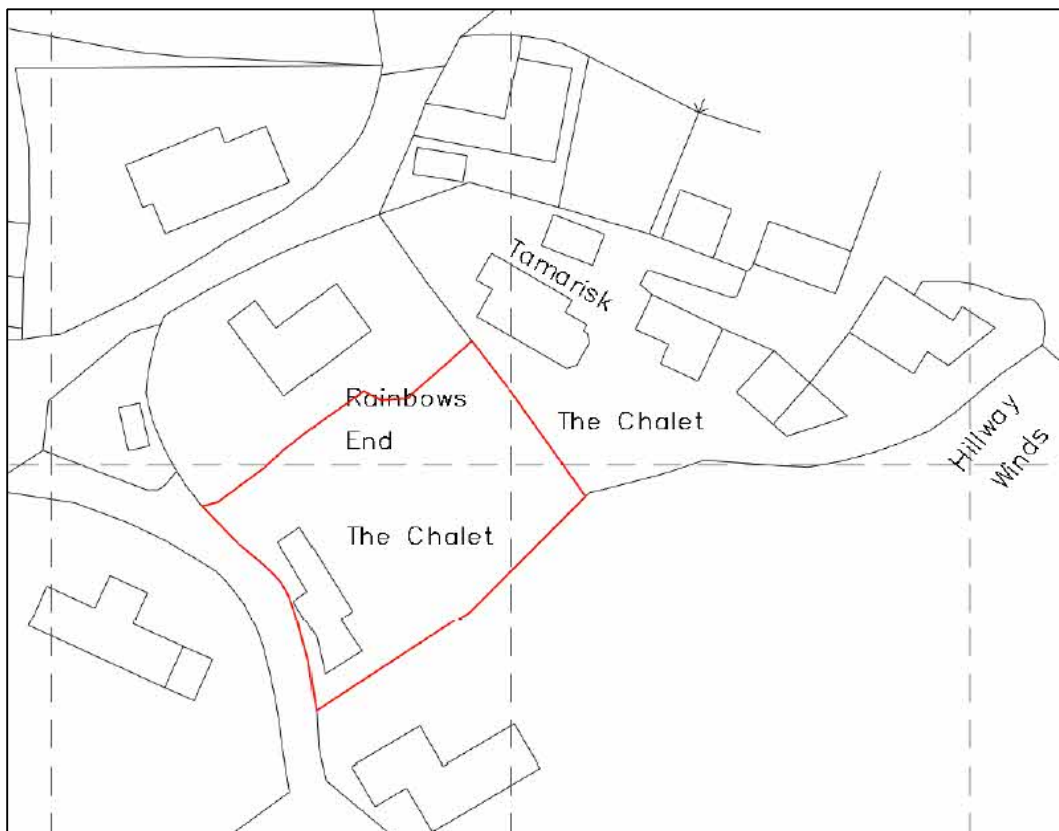 Tamarisk
Rainbows
End
The Chalet
The Chalet
Hillway
Winds